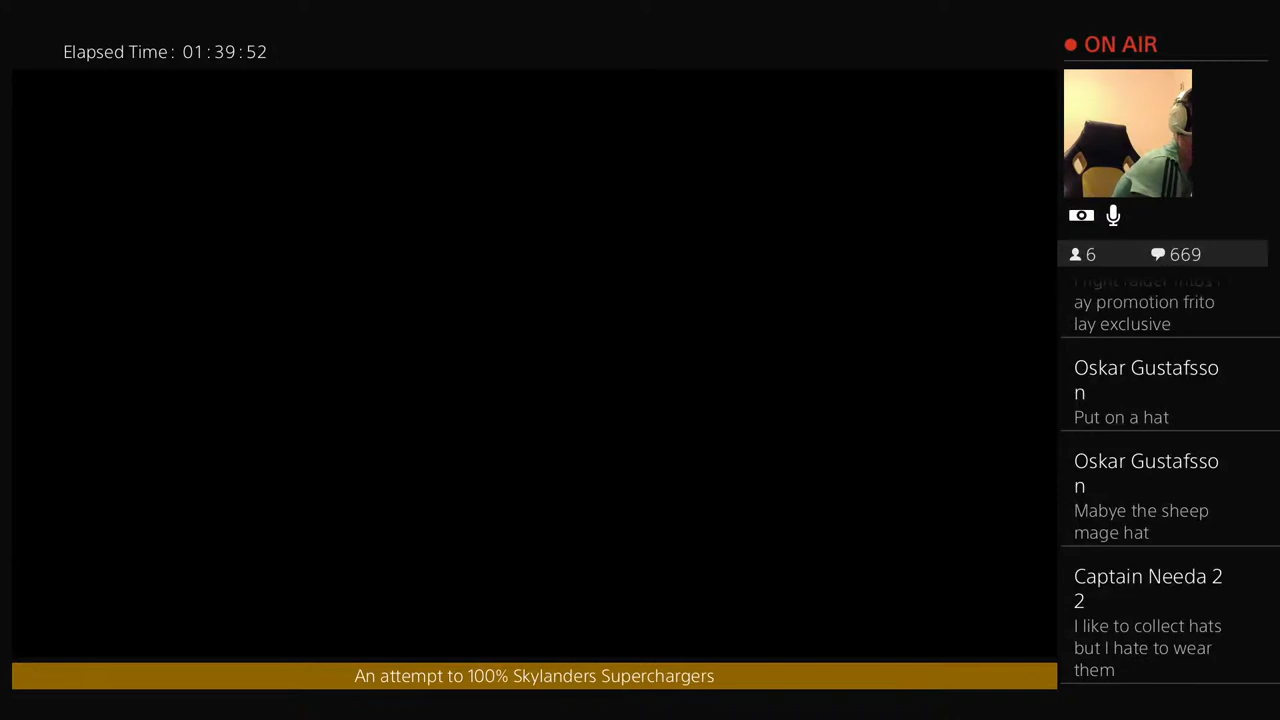 Elapsed Time: 01:39:52
ON AIR
6 669
ay promotion frito
lay exclusive
Oskar Gustafsso
n
Put on a hat
Oskar Gustafsso
n
Mabye the sheep
mage hat
Captain Needa 2
2
I like to collect hats
but I hate to wear
them
An attempt to 100% Skylanders Superchargers